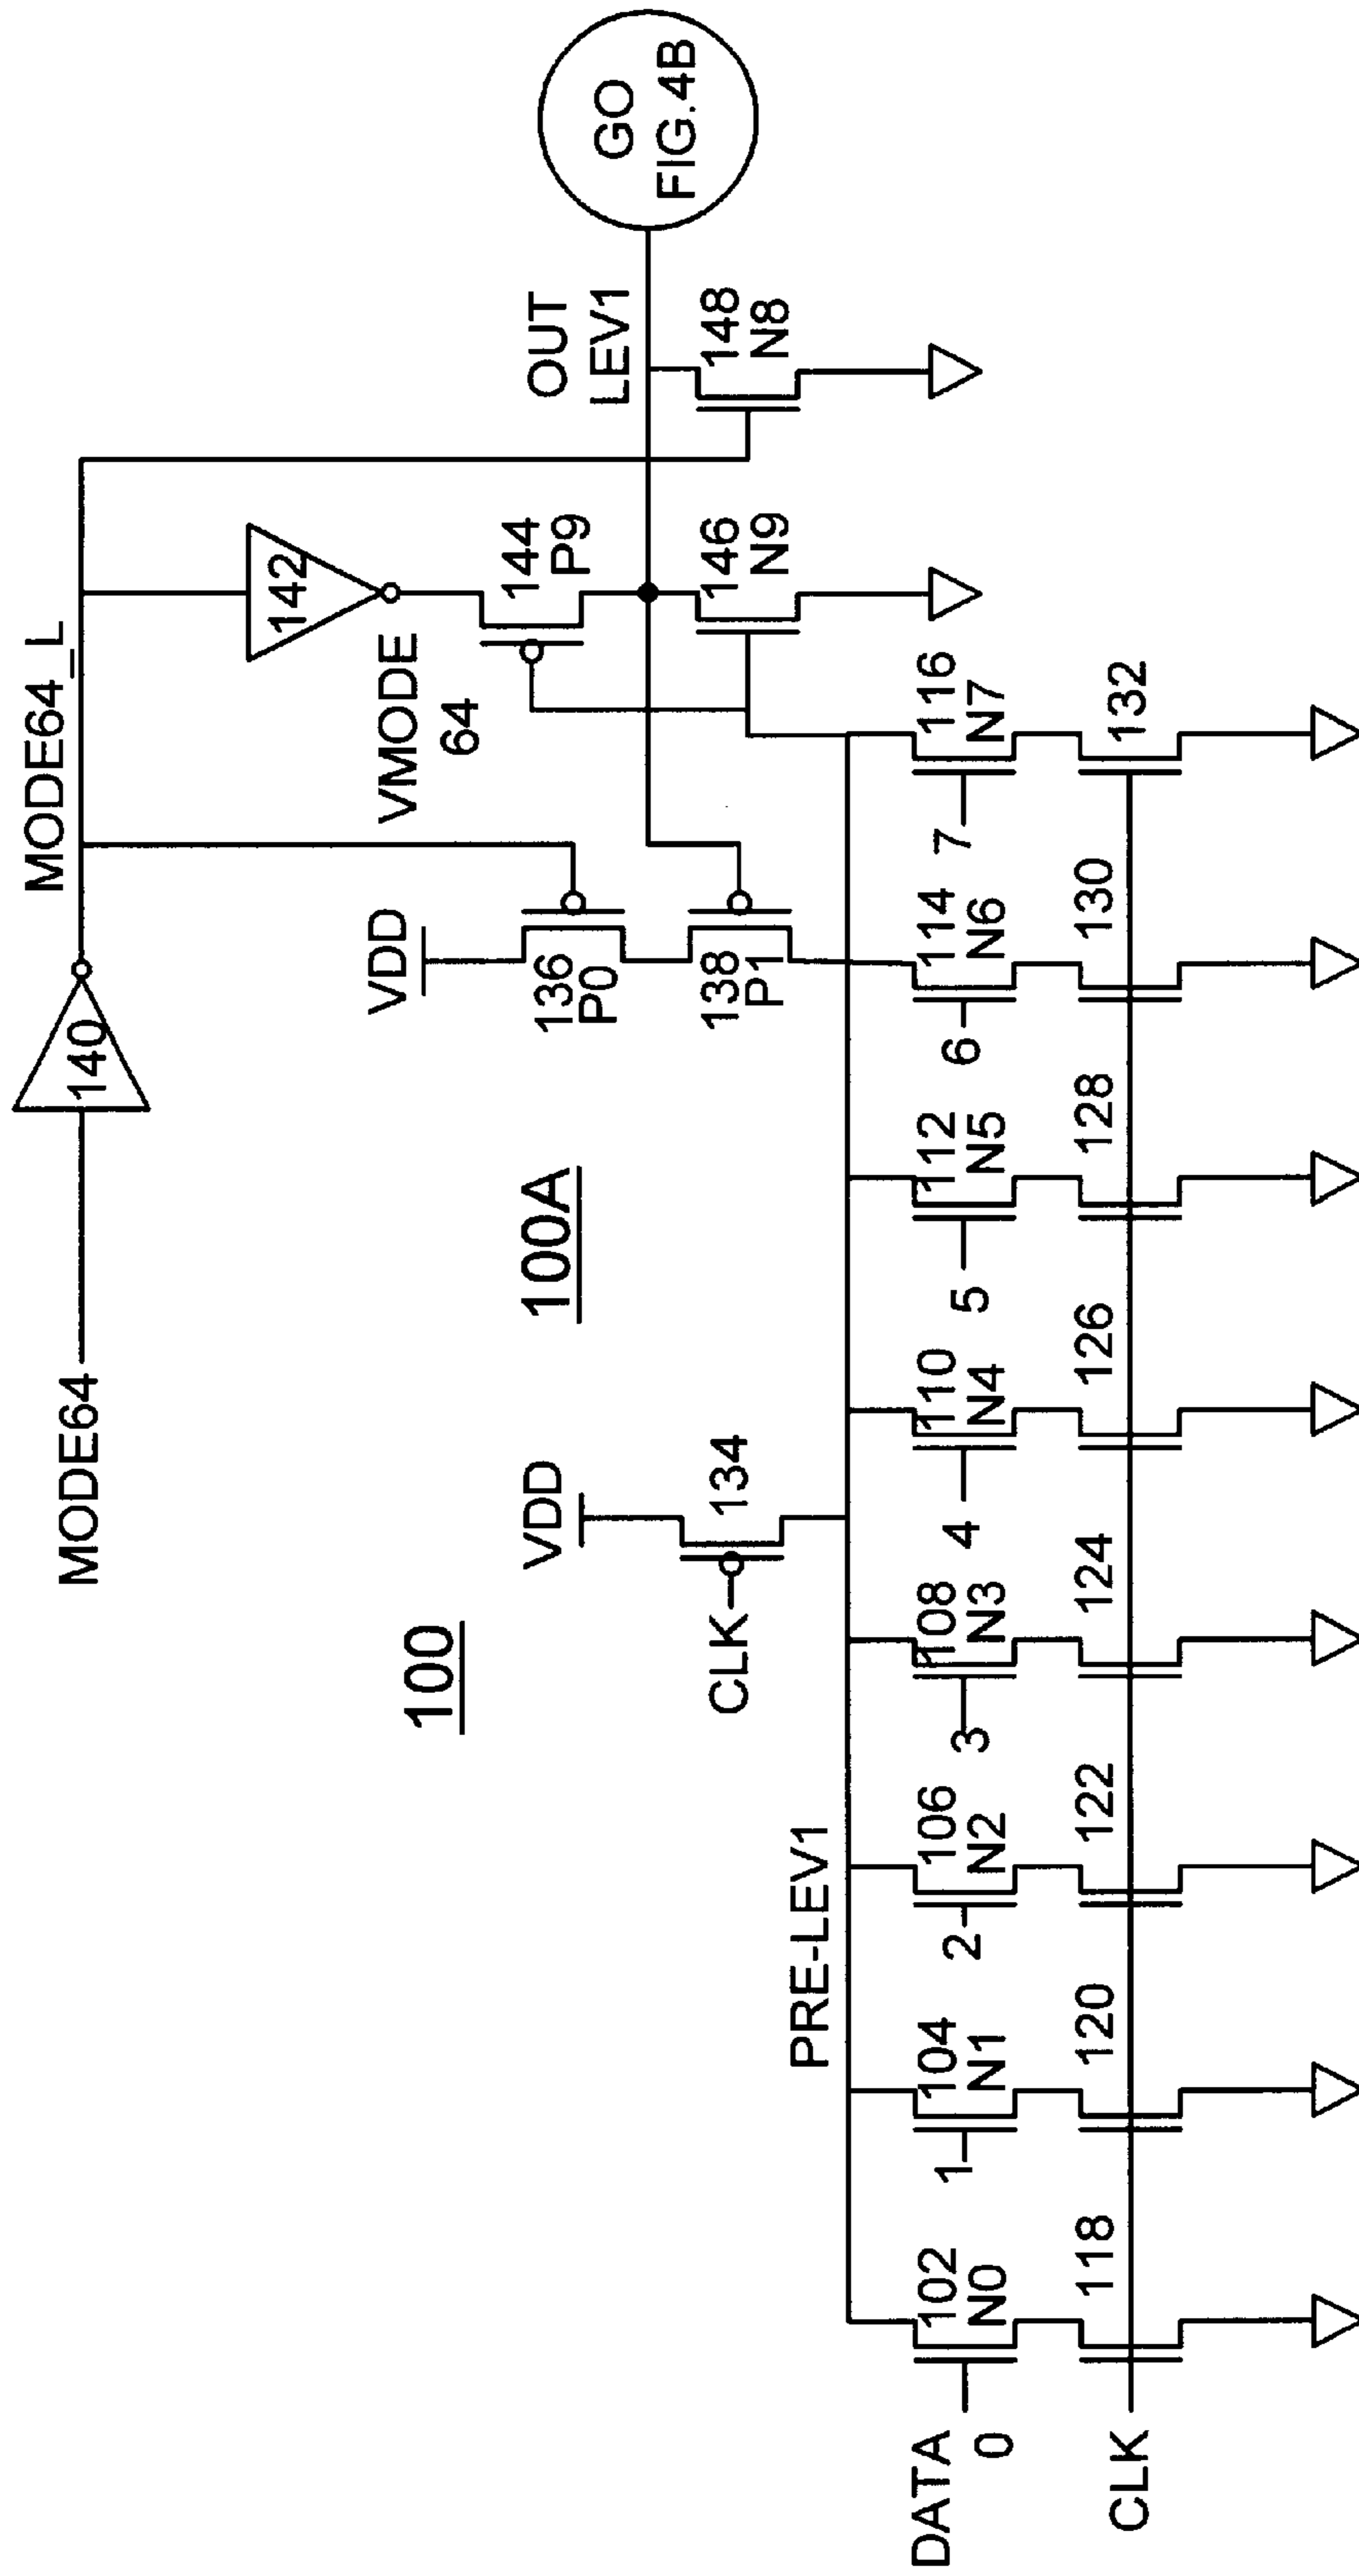 MODE64
140
MODE64_L
142
VMODE
64
144
P9
OUT
LEV1
GO
FIG.4B
VDD
136
P0
138
P1
146
N9
148
N8
100
100A
VDD
CLK
134
PRE-LEV1
DATA
0
102
N0
1
104
N1
2
106
N2
3
108
N3
4
110
N4
5
112
N5
6
114
N6
7
116
N7
CLK
118
120
122
124
126
128
130
132